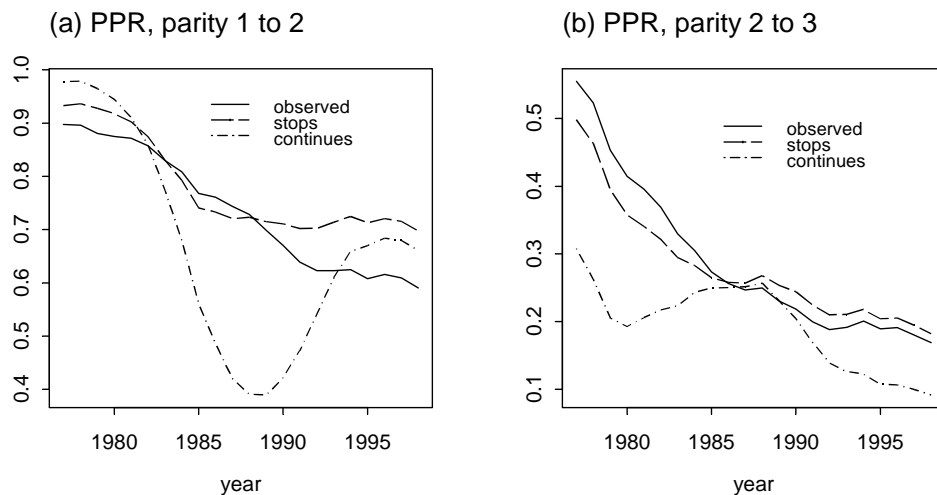 (a) PPR, parity 1 to 2
1.0
0.9
0.8
0.7
0.6
0.5
0.4
observed
stops
continues
1980 1985 1990 1995
year
(b) PPR, parity 2 to 3
0.5
0.4
0.3
0.2
0.1
observed
stops
continues
1980 1985 1990 1995
year